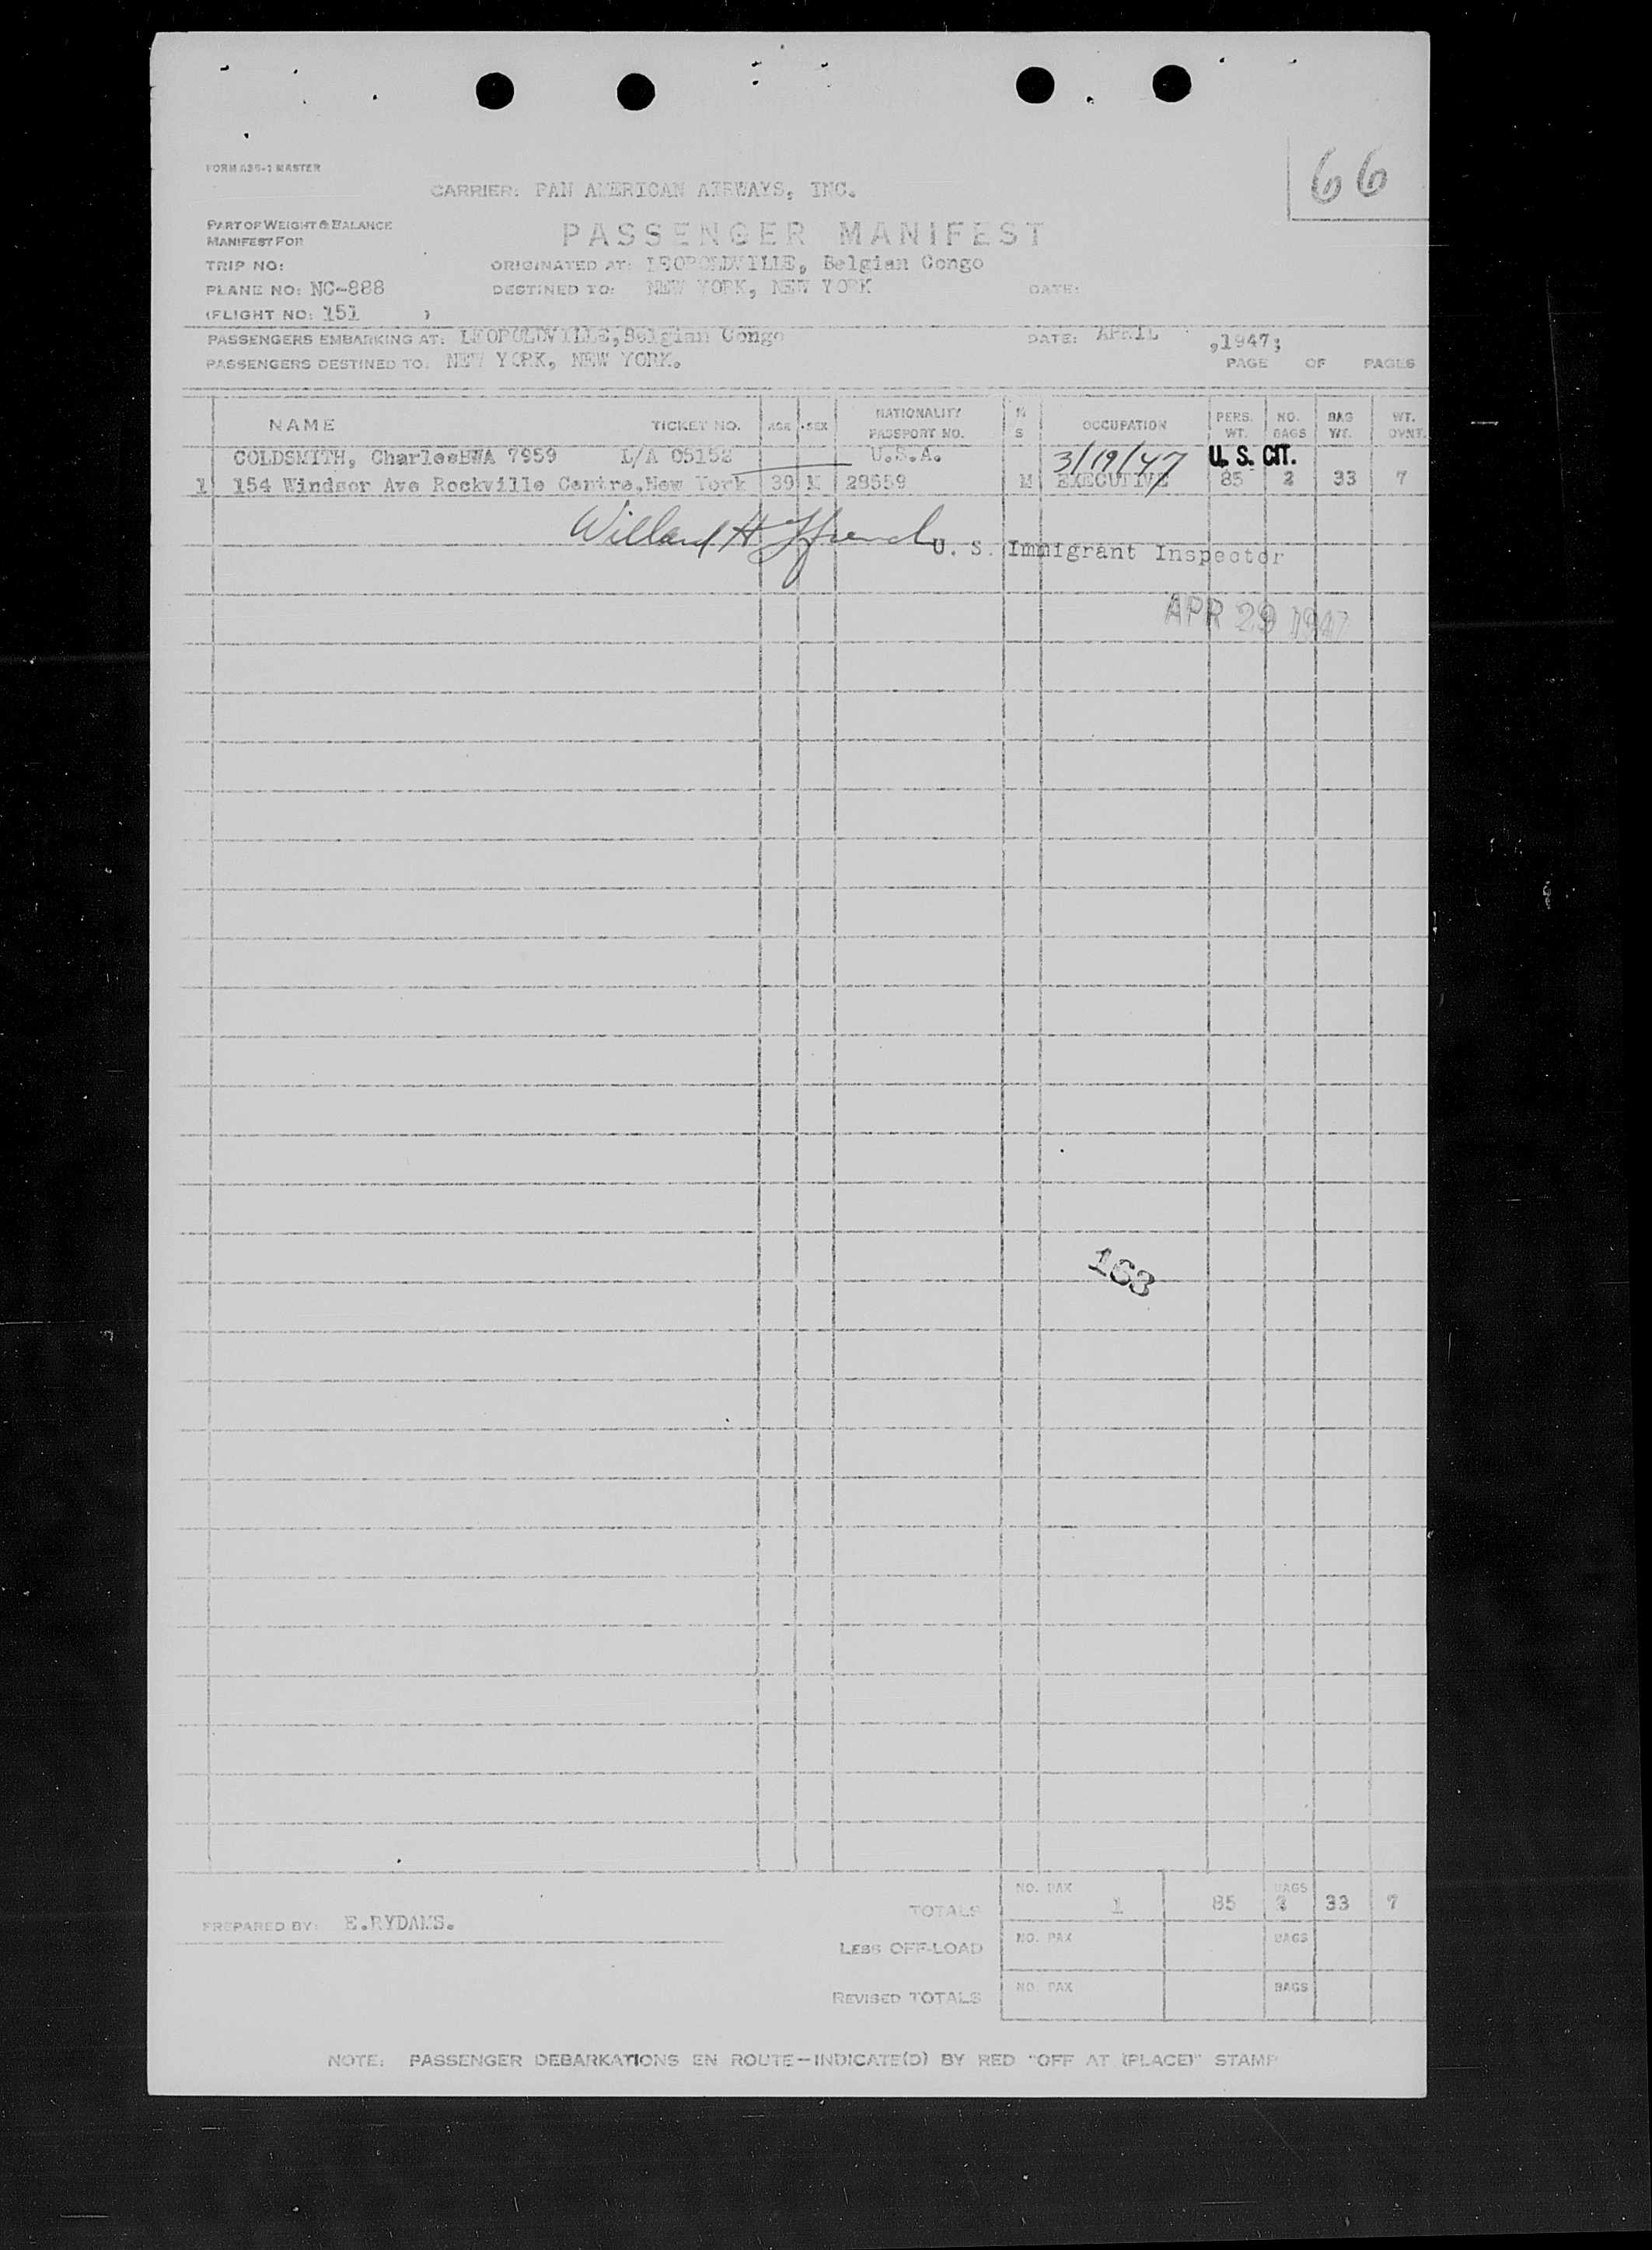 66
FORM ASG-1 MASTER
CARRIER: PAN AMERICAN AIRWAYS, INC.
PART OF WEIGHT & BALANCE
MANIFEST FOR
PASSENGER MANIFEST
TRIP NO:
ORIGINATED AT: LEOPOLDVILLE, Belgian Congo
PLANE NO: NC-888
DESTINED TO: NEW YORK, NEW YORK
DATE:
(FLIGHT NO: 151 )
PASSENGERS EMBARKING AT: LEOPOLDVILLE, Belgian Congo DATE: APRIL ,1947;
PASSENGERS DESTINED TO: NEW YORK, NEW YORK. PAGE OF PAGES
NAME TICKET NO. AGE SEX NATIONALITY PASSPORT NO. M S OCCUPATION PERS. WT. NO. BAGS BAG WT. WT. OVNT.
GOLDSMITH, CharlesBWA 7959 L/A 05152 U.S.A. 3/19/47 U. S. CIT.
1 154 Windsor Ave Rockville Centre, New York 39 M 28559 M EXECUTIVE 85 2 33 7
Willard H. Ffrench U. S. Immigrant Inspector
APR 29 1947
163
TOTALS NO. PAX 1 85 BAGS 2 33 7
PREPARED BY: E.RYDAMS.
LESS OFF-LOAD NO. PAX BAGS
REVISED TOTALS NO. PAX BAGS
NOTE: PASSENGER DEBARKATIONS EN ROUTE-INDICATE(D) BY RED "OFF AT (PLACE)" STAMP